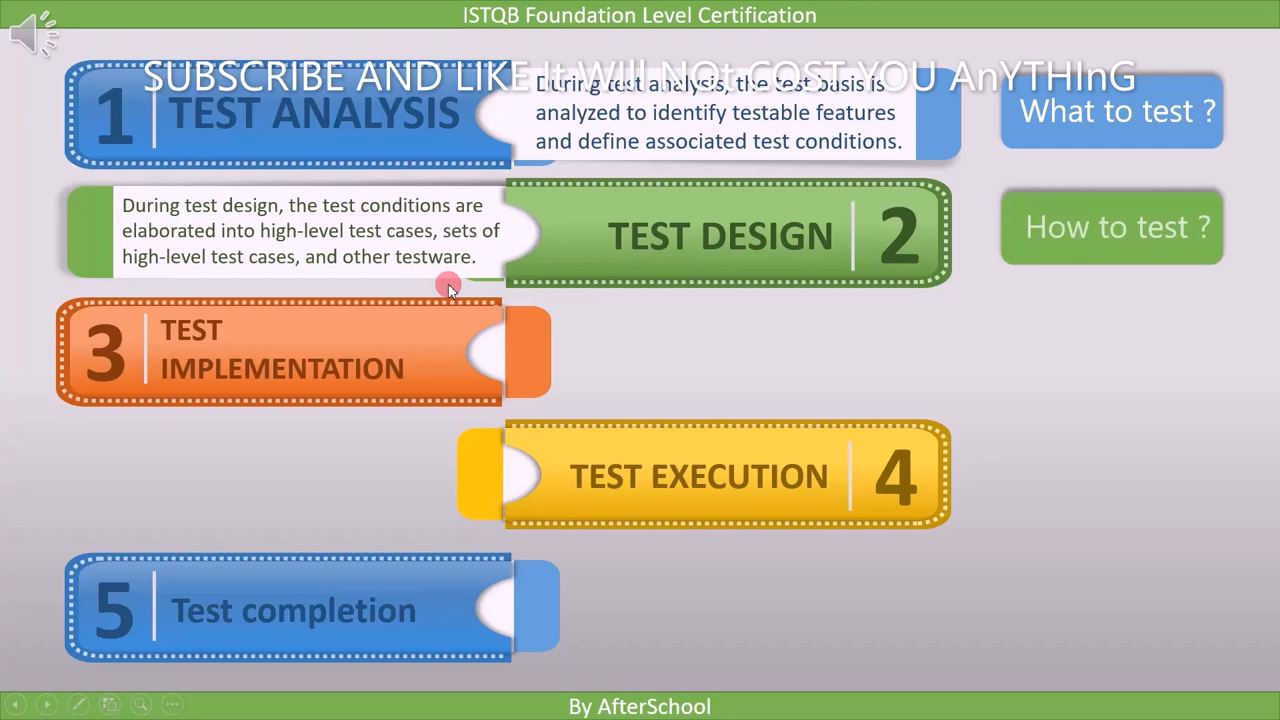 ISTQB Foundation Level Certification
SUBSCRIBE AND LIKE It WILL NOt COST YOU AnYTHInG
1
TEST ANALYSIS
During test analysis, the test basis is
analyzed to identify testable features
and define associated test conditions.
What to test ?
During test design, the test conditions are
elaborated into high-level test cases, sets of
high-level test cases, and other testware.
TEST DESIGN
2
How to test ?
3
TEST
IMPLEMENTATION
TEST EXECUTION
4
5
Test completion
By AfterSchool